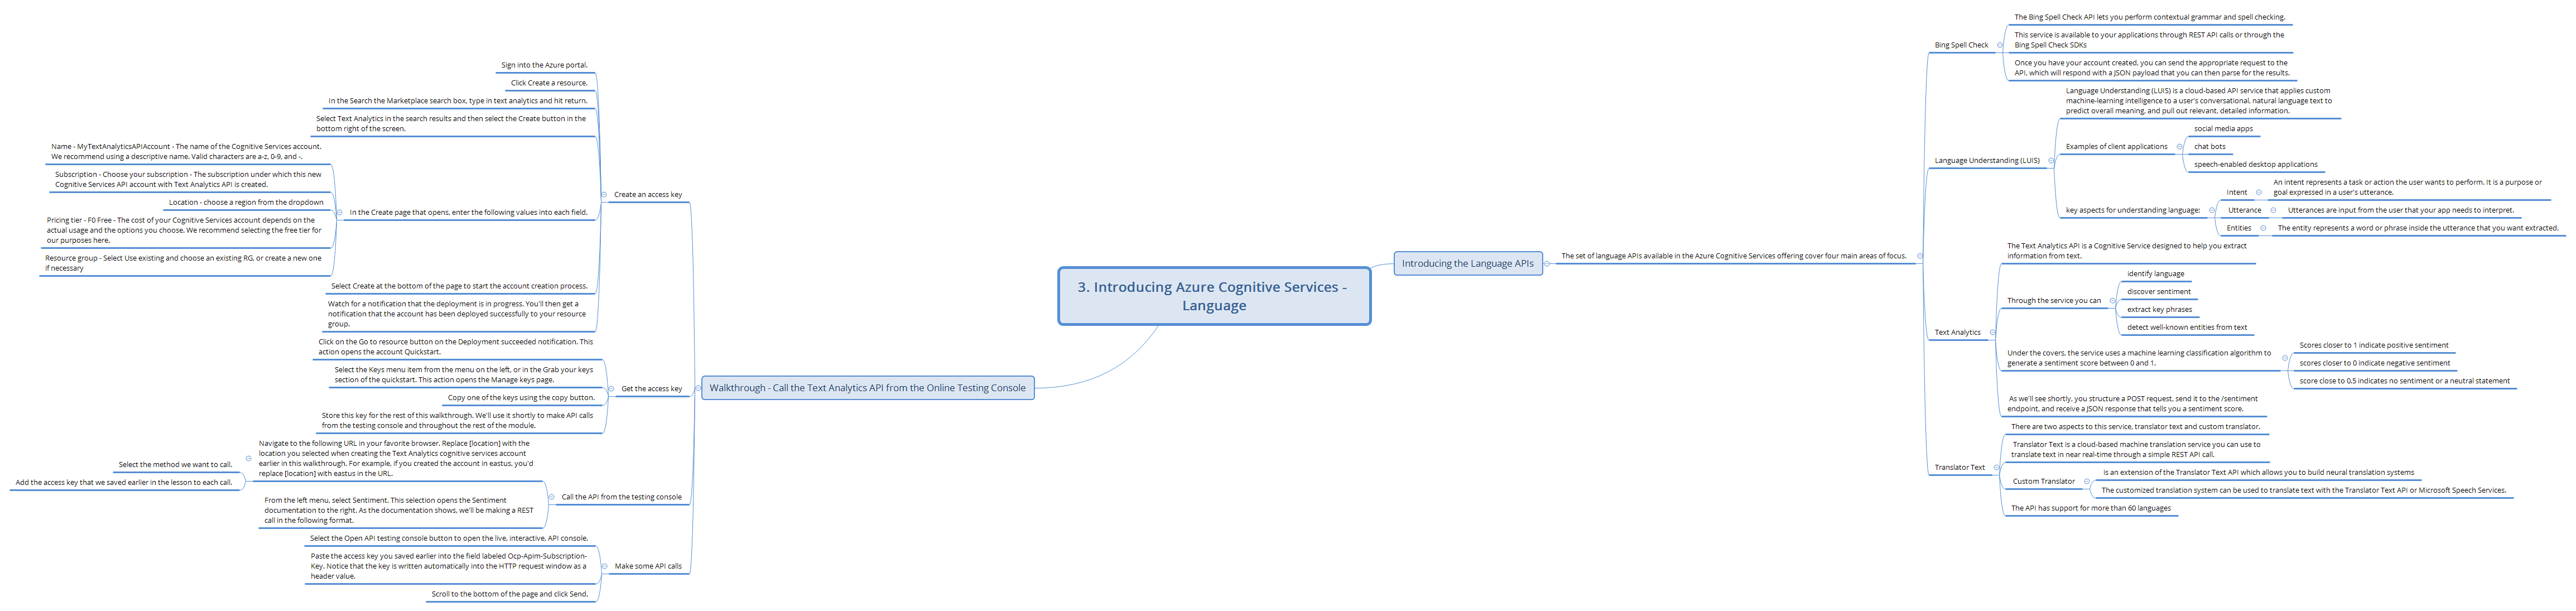 3. Introducing Azure Cognitive Services -
Language
Introducing the Language APIs
The set of language APIs available in the Azure Cognitive Services offering cover four main areas of focus.
Bing Spell Check
The Bing Spell Check API lets you perform contextual grammar and spell checking.
This service is available to your applications through REST API calls or through the
Bing Spell Check SDKs
Once you have your account created, you can send the appropriate request to the
API, which will respond with a JSON payload that you can then parse for the results.
Language Understanding (LUIS)
Language Understanding (LUIS) is a cloud-based API service that applies custom
machine-learning intelligence to a user's conversational, natural language text to
predict overall meaning, and pull out relevant, detailed information.
Examples of client applications
social media apps
chat bots
speech-enabled desktop applications
key aspects for understanding language:
Intent
An intent represents a task or action the user wants to perform. It is a purpose or
goal expressed in a user's utterance.
Utterance
Utterances are input from the user that your app needs to interpret.
Entities
The entity represents a word or phrase inside the utterance that you want extracted.
Text Analytics
The Text Analytics API is a Cognitive Service designed to help you extract
information from text.
Through the service you can
identify language
discover sentiment
extract key phrases
detect well-known entities from text
Under the covers, the service uses a machine learning classification algorithm to
generate a sentiment score between 0 and 1.
Scores closer to 1 indicate positive sentiment
scores closer to 0 indicate negative sentiment
score close to 0.5 indicates no sentiment or a neutral statement
As we'll see shortly, you structure a POST request, send it to the /sentiment
endpoint, and receive a JSON response that tells you a sentiment score.
Translator Text
There are two aspects to this service, translator text and custom translator.
Translator Text is a cloud-based machine translation service you can use to
translate text in near real-time through a simple REST API call.
Custom Translator
is an extension of the Translator Text API which allows you to build neural translation systems
The customized translation system can be used to translate text with the Translator Text API or Microsoft Speech Services.
The API has support for more than 60 languages
Walkthrough - Call the Text Analytics API from the Online Testing Console
Create an access key
Sign into the Azure portal.
Click Create a resource.
In the Search the Marketplace search box, type in text analytics and hit return.
Select Text Analytics in the search results and then select the Create button in the
bottom right of the screen.
In the Create page that opens, enter the following values into each field.
Name - MyTextAnalyticsAPIAccount - The name of the Cognitive Services account.
We recommend using a descriptive name. Valid characters are a-z, 0-9, and -.
Subscription - Choose your subscription - The subscription under which this new
Cognitive Services API account with Text Analytics API is created.
Location - choose a region from the dropdown
Pricing tier - F0 Free - The cost of your Cognitive Services account depends on the
actual usage and the options you choose. We recommend selecting the free tier for
our purposes here.
Resource group - Select Use existing and choose an existing RG, or create a new one
if necessary
Select Create at the bottom of the page to start the account creation process.
Watch for a notification that the deployment is in progress. You'll then get a
notification that the account has been deployed successfully to your resource
group.
Get the access key
Click on the Go to resource button on the Deployment succeeded notification. This
action opens the account Quickstart.
Select the Keys menu item from the menu on the left, or in the Grab your keys
section of the quickstart. This action opens the Manage keys page.
Copy one of the keys using the copy button.
Store this key for the rest of this walkthrough. We'll use it shortly to make API calls
from the testing console and throughout the rest of the module.
Call the API from the testing console
Navigate to the following URL in your favorite browser. Replace [location] with the
location you selected when creating the Text Analytics cognitive services account
earlier in this walkthrough. For example, if you created the account in eastus, you'd
replace [location] with eastus in the URL.
Select the method we want to call.
Add the access key that we saved earlier in the lesson to each call.
From the left menu, select Sentiment. This selection opens the Sentiment
documentation to the right. As the documentation shows, we'll be making a REST
call in the following format.
Make some API calls
Select the Open API testing console button to open the live, interactive, API console.
Paste the access key you saved earlier into the field labeled Ocp-Apim-Subscription-
Key. Notice that the key is written automatically into the HTTP request window as a
header value.
Scroll to the bottom of the page and click Send.